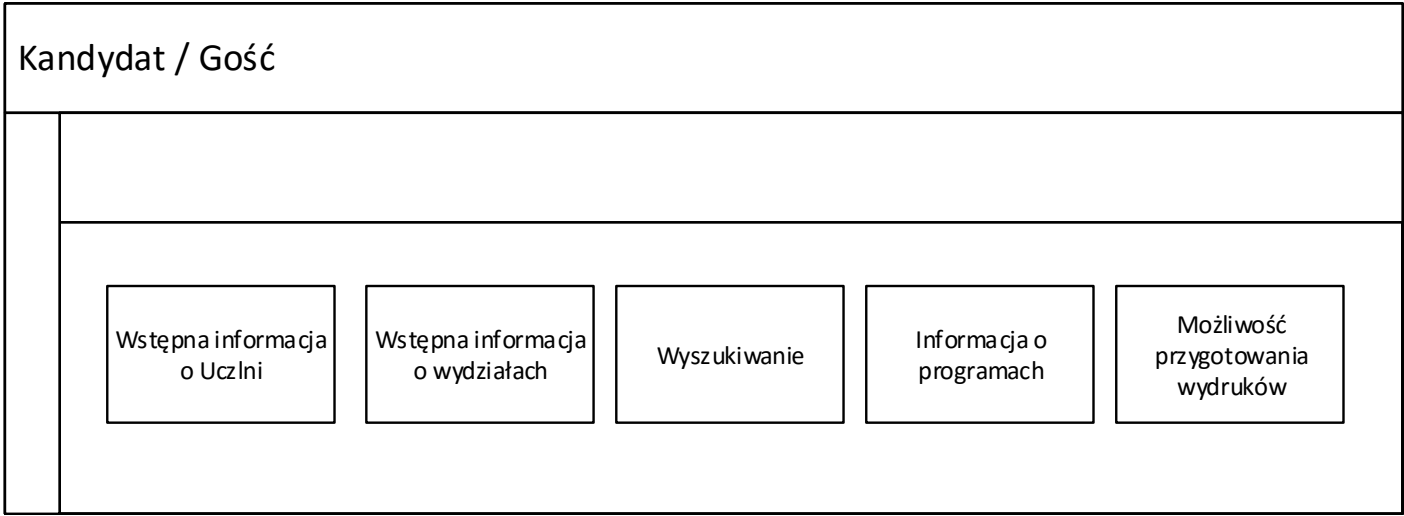 Kandydat / Gość
Wstępna informacja
o Uczlni
Wstępna informacja
o wydziałach
Wyszukiwanie
Informacja o
programach
Możliwość
przygotowania
wydruków